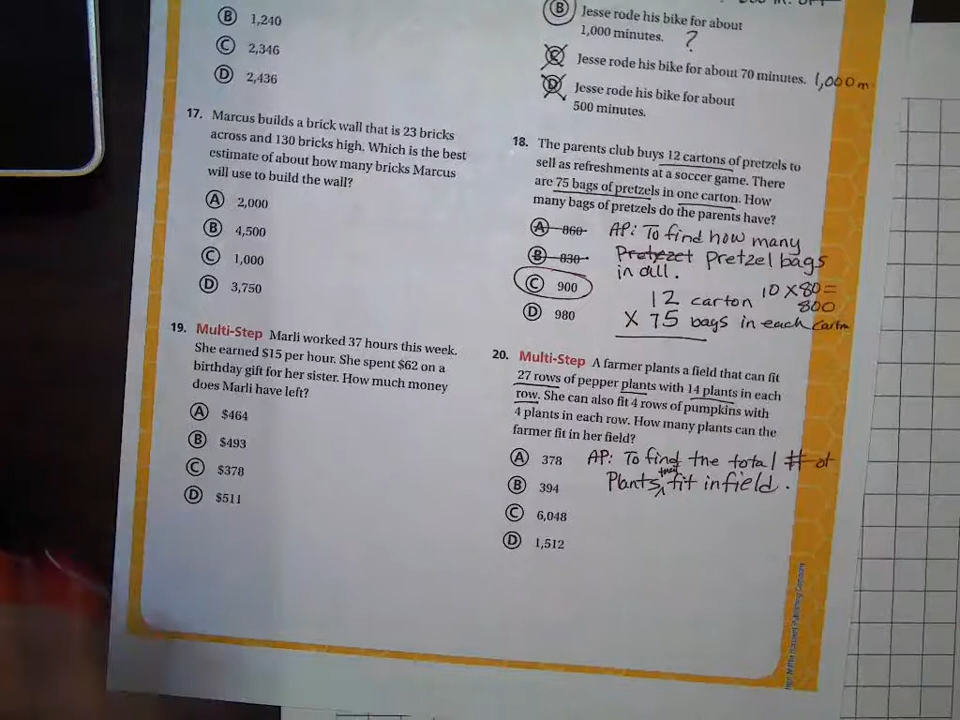 B 1,240
C 2,346
D 2,436
17. Marcus builds a brick wall that is 23 bricks
across and 130 bricks high. Which is the best
estimate of about how many bricks Marcus
will use to build the wall?
A 2,000
B 4,500
C 1,000
D 3,750
19. Multi-Step Marli worked 37 hours this week.
She earned $15 per hour. She spent $62 on a
birthday gift for her sister. How much money
does Marli have left?
A $464
B $493
C $378
D $511
B Jesse rode his bike for about
1,000 minutes. ?
C Jesse rode his bike for about 70 minutes. 1,000 m
D Jesse rode his bike for about
500 minutes.
18. The parents club buys 12 cartons of pretzels to
sell as refreshments at a soccer game. There
are 75 bags of pretzels in one carton. How
many bags of pretzels do the parents have?
A 860 AP: To find how many
B 830 pretzel bags
in all.
C 900
D 980
12 carton 10 X 80 =
800
X 75 bags in each carton
20. Multi-Step A farmer plants a field that can fit
27 rows of pepper plants with 14 plants in each
row. She can also fit 4 rows of pumpkins with
4 plants in each row. How many plants can the
farmer fit in her field?
A 378 AP: To find the total # of
B 394 Plants they fit in field.
C 6,048
D 1,512